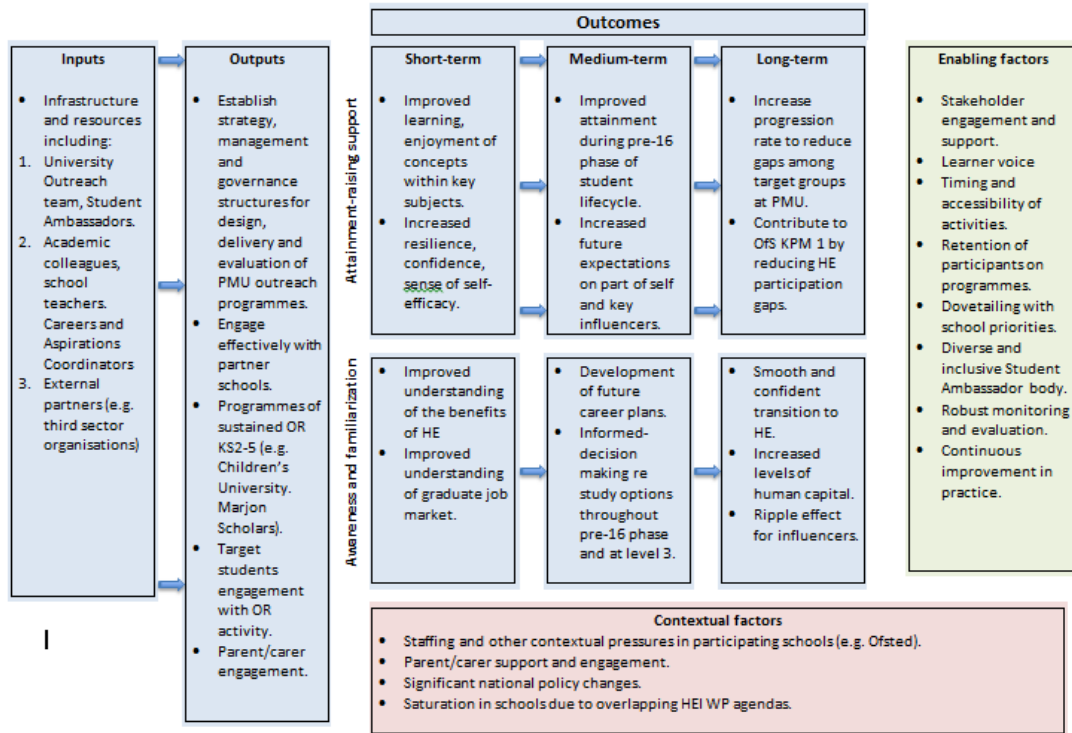 Outcomes
Inputs
• Infrastructure
and resources
including:
1. University
Outreach
team, Student
Ambassadors.
2. Academic
colleagues,
school
teachers.
Careers and
Aspirations
Coordinators
3. External
partners (e.g.
third sector
organisations)
Outputs
• Establish
strategy,
management
and
governance
structures for
design,
delivery and
evaluation of
PMU outreach
programmes.
• Engage
effectively with
partner
schools.
• Programmes of
sustained OR
KS2-5 (e.g.
Children's
University.
Marjon
Scholars).
• Target
students
engagement
with OR
activity.
• Parent/carer
engagement.
Attainment-raising support
Short-term
• Improved
learning,
enjoyment of
concepts
within key
subjects.
• Increased
resilience,
confidence,
sense of self-
efficacy.
Medium-term
• Improved
attainment
during pre-16
phase of
student
lifecycle.
• Increased
future
expectations
on part of self
and key
influencers.
Long-term
• Increase
progression
rate to reduce
gaps among
target groups
at PMU.
• Contribute to
OfS KPM 1 by
reducing HE
participation
gaps.
Awareness and familiarization
• Improved
understanding
of the benefits
of HE
• Improved
understanding
of graduate job
market.
• Development
of future
career plans.
• Informed-
decision
making re
study options
throughout
pre-16 phase
and at level 3.
• Smooth and
confident
transition to
HE.
• Increased
levels of
human capital.
• Ripple effect
for influencers.
Enabling factors
• Stakeholder
engagement and
support.
• Learner voice
• Timing and
accessibility of
activities.
• Retention of
participants on
programmes.
• Dovetailing with
school priorities.
• Diverse and
inclusive Student
Ambassador body.
• Robust monitoring
and evaluation.
• Continuous
improvement in
practice.
Contextual factors
• Staffing and other contextual pressures in participating schools (e.g. Ofsted).
• Parent/carer support and engagement.
• Significant national policy changes.
• Saturation in schools due to overlapping HEI WP agendas.